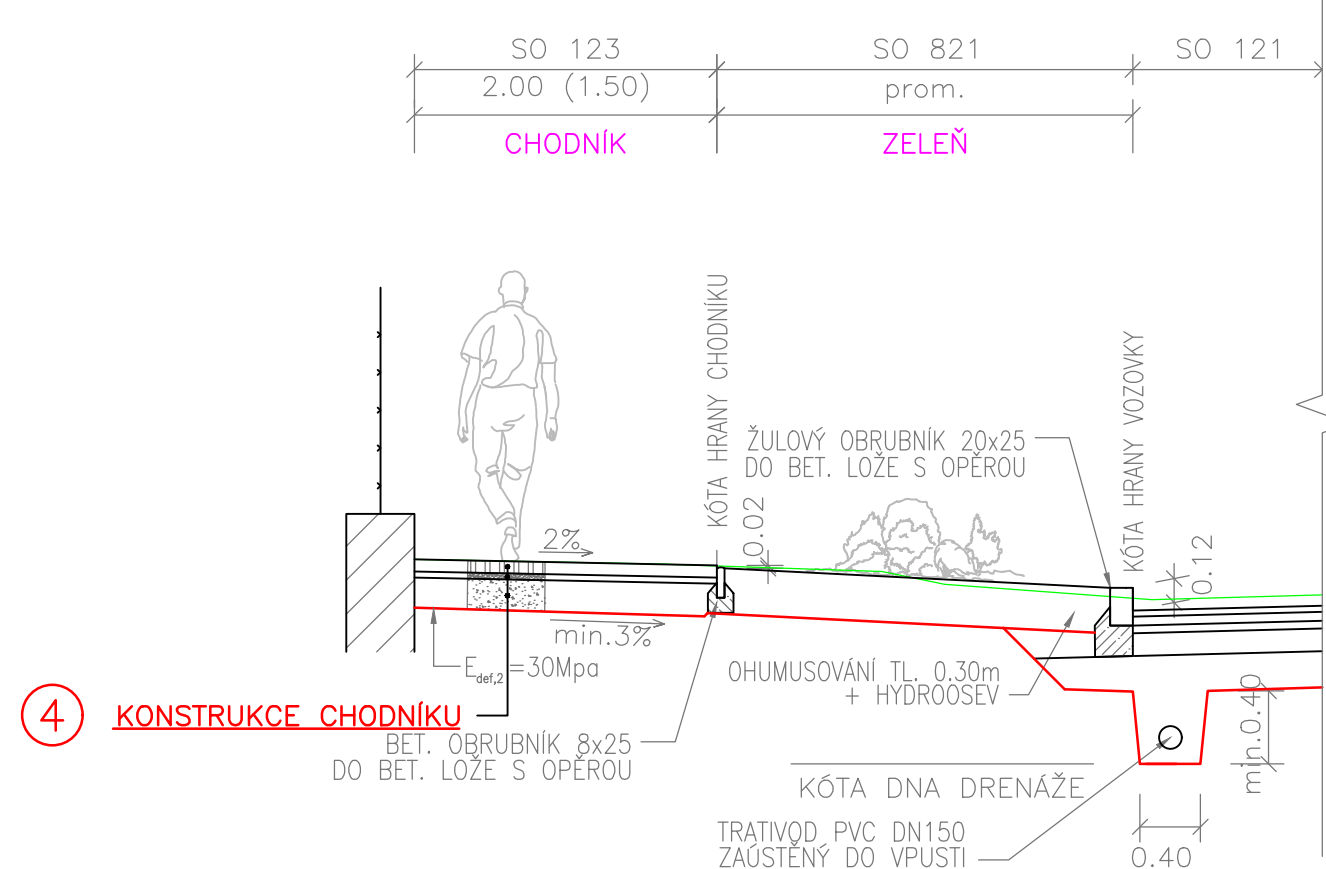 SO 123
SO 821
SO 121
2.00 (1.50)
prom.
CHODNÍK
ZELEŇ
KÓTA HRANY CHODNÍKU
KÓTA HRANY VOZOVKY
ŽULOVÝ OBRUBNÍK 20x25
DO BET. LOŽE S OPĚROU
0.02
0.12
2%
min.3%
Edef,2=30Mpa
OHUMUSOVÁNÍ TL. 0.30m
+ HYDROOSEV
4
KONSTRUKCE CHODNÍKU
BET. OBRUBNÍK 8x25
DO BET. LOŽE S OPĚROU
min.0.40
KÓTA DNA DRENÁŽE
TRATIVOD PVC DN150
ZAÚSTĚNÝ DO VPUSTI
0.40